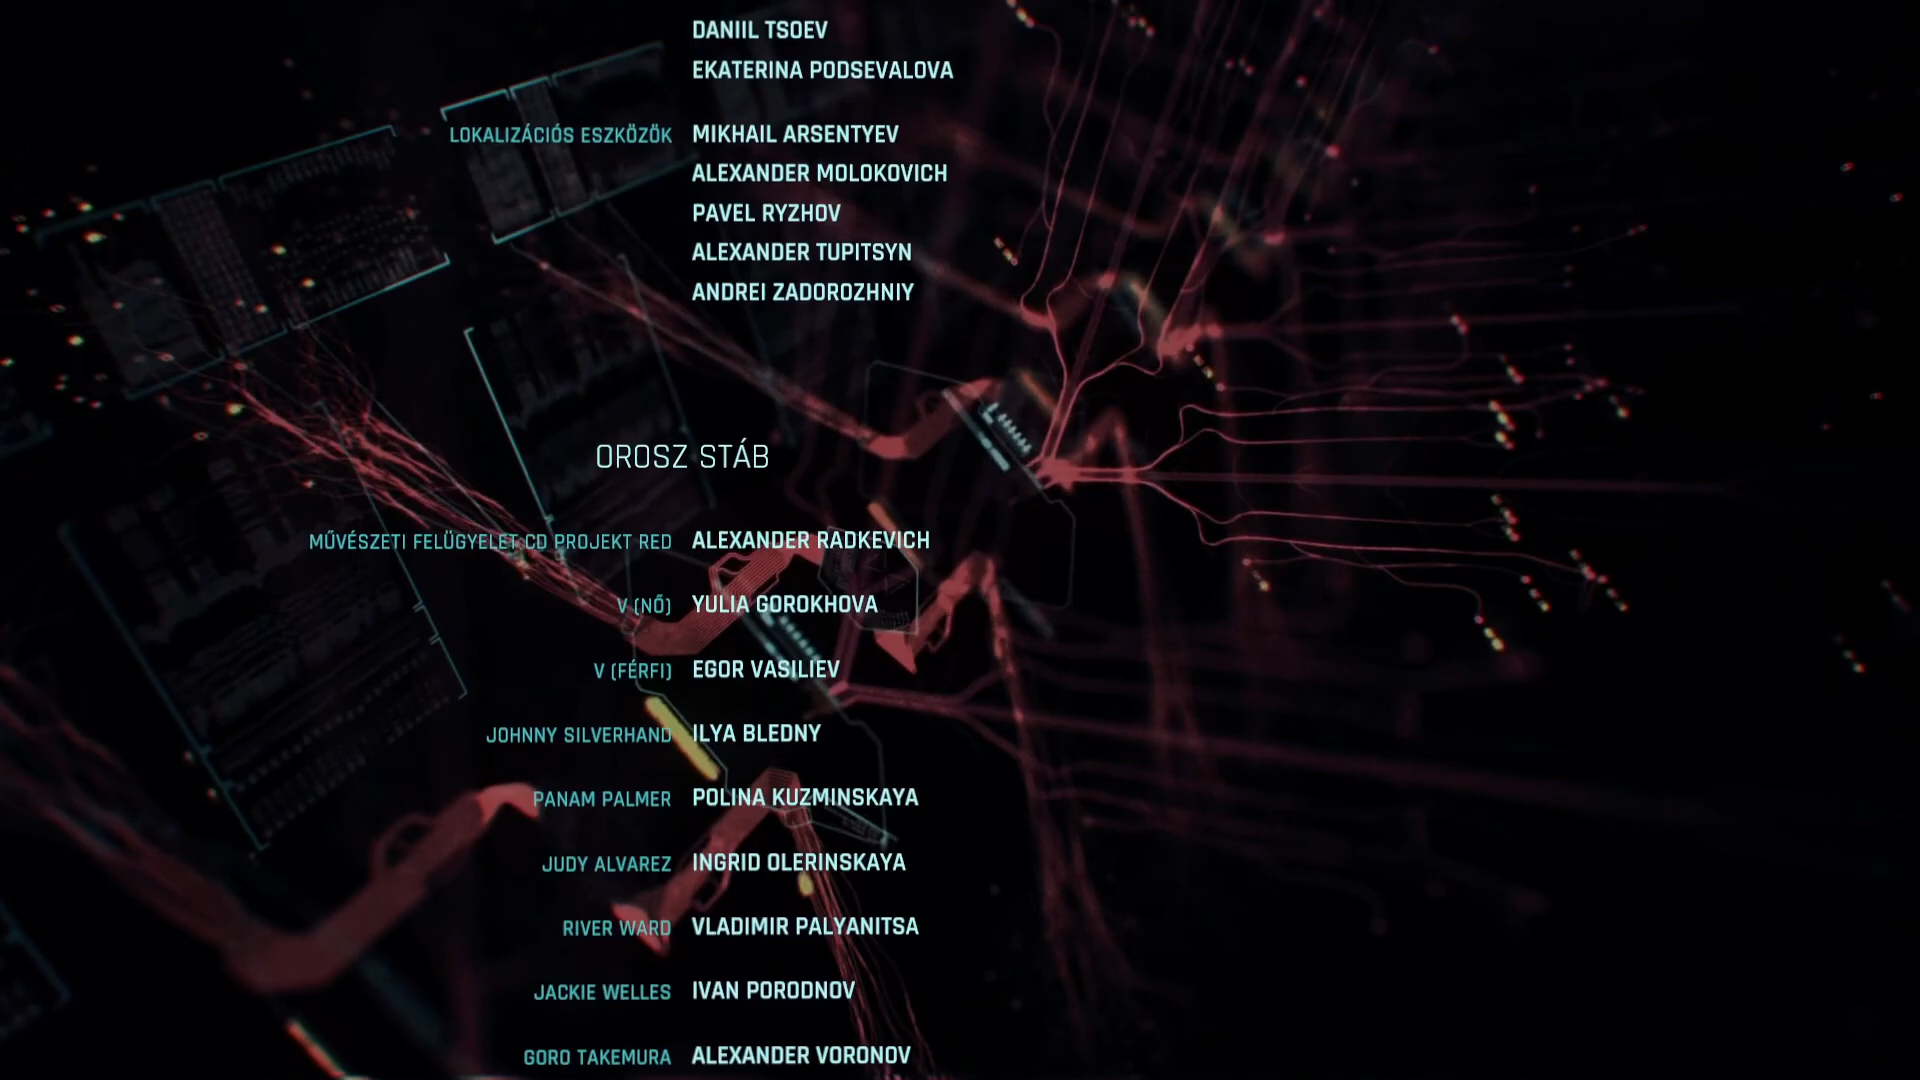 DANIIL TSOEV
EKATERINA PODSEVALOVA
LOKALIZÁCIÓS ESZKÖZÖK MIKHAIL ARSENTYEV
ALEXANDER MOLOKOVICH
PAVEL RYZHOV
ALEXANDER TUPITSYN
ANDREI ZADOROZHNIY
OROSZ STÁB
MŰVÉSZETI FELÜGYELET CD PROJEKT RED ALEXANDER RADKEVICH
V (NŐ) YULIA GOROKHOVA
V (FÉRFI) EGOR VASILIEV
JOHNNY SILVERHAND ILYA BLEDNY
PANAM PALMER POLINA KUZMINSKAYA
JUDY ALVAREZ INGRID OLERINSKAYA
RIVER WARD VLADIMIR PALYANITSA
JACKIE WELLES IVAN PORODNOV
GORO TAKEMURA ALEXANDER VORONOV